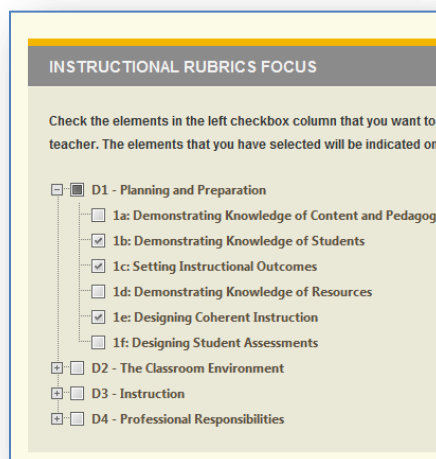 INSTRUCTIONAL RUBRICS FOCUS
Check the elements in the left checkbox column that you want to
teacher. The elements that you have selected will be indicated
D1 - Planning and Preparation
1a: Demonstrating Knowledge of Content and
1b: Demonstrating Knowledge of Students
1c: Setting Instructional Outcomes
1d: Demonstrating Knowledge of Resources
1e: Designing Coherent Instruction
1f: Designing Student Assessments
D2 - The Classroom Environment
D3 - Instruction
D4 - Professional Responsibilities